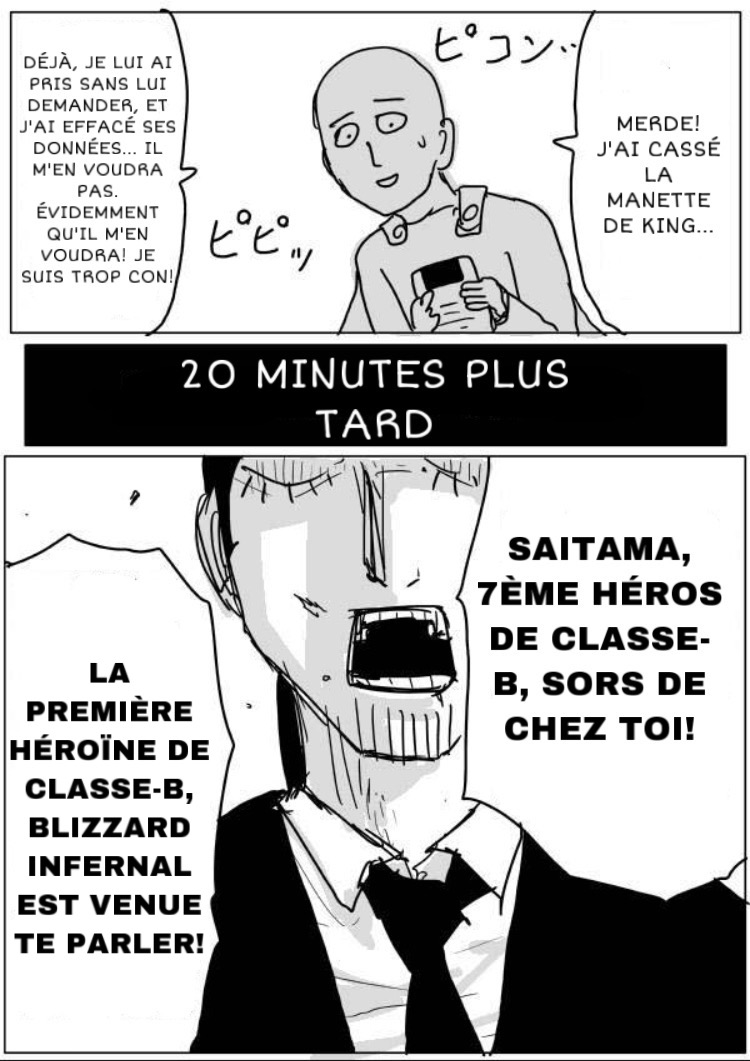 ピコン..
MERDE!
J'AI CASSÉ
LA
MANETTE
DE KING...
DÉJÀ, JE LUI AI
PRIS SANS LUI
DEMANDER, ET
J'AI EFFACÉ SES
DONNÉES... IL
M'EN VOUDRA
PAS.
ÉVIDEMMENT
QU'IL M'EN
VOUDRA! JE
SUIS TROP CON!
ピピッ
20 MINUTES PLUS
TARD
SAITAMA,
7ÈME HÉROS
DE CLASSE-
B, SORS DE
CHEZ TOI!
LA
PREMIÈRE
HÉROÏNE DE
CLASSE-B,
BLIZZARD
INFERNAL
EST VENUE
TE PARLER!